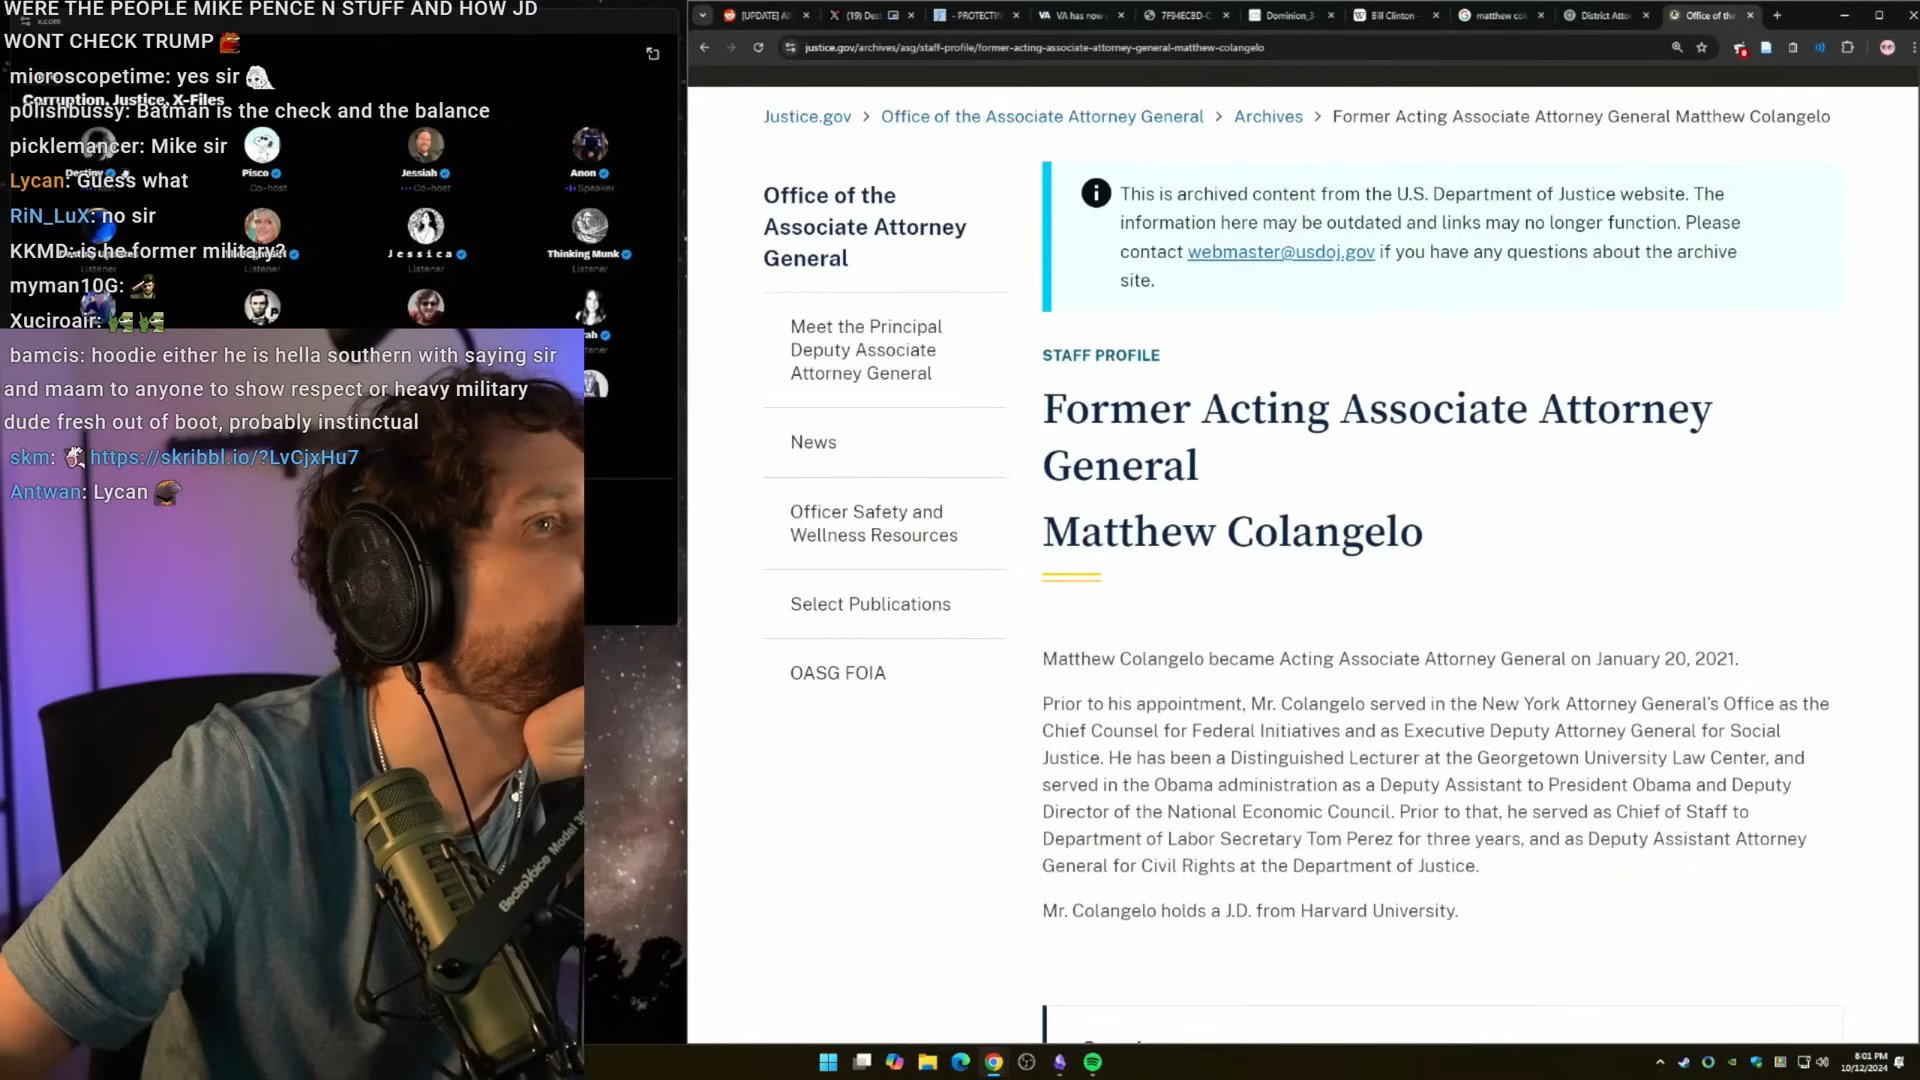 WERE THE PEOPLE MIKE PENCE N STUFF AND HOW JD
WONT CHECK TRUMP
microscopetime: yes sir
Corruption, Justice, X-Files
p0lishbussy: Batman is the check and the balance
picklemancer: Mike sir
Destiny
Pisco
Co-host
Jessiah
Co-host
Anon
Speaker
Lycan: Guess what
RiN_LuX: no sir
KKMD: is he former military?
Listener
Listener
Jessica
Listener
Thinking Munk
Listener
myman10G:
Xuciroair:
bamcis: hoodie either he is hella southern with saying sir
and maam to anyone to show respect or heavy military
dude fresh out of boot, probably instinctual
skm: https://skribbl.io/?LvCjxHu7
Antwan: Lycan
ElectroVoice Model
[UPDATE] AI
(19) Des
- PROTECTIN
VA has now
7F94ECBD-C
Dominion_3
Bill Clinton -
matthew col
District Atto
Office of the
justice.gov/archives/asg/staff-profile/former-acting-associate-attorney-general-matthew-colangelo
Justice.gov > Office of the Associate Attorney General > Archives > Former Acting Associate Attorney General Matthew Colangelo
Office of the
Associate Attorney
General
Meet the Principal
Deputy Associate
Attorney General
News
Officer Safety and
Wellness Resources
Select Publications
OASG FOIA
This is archived content from the U.S. Department of Justice website. The
information here may be outdated and links may no longer function. Please
contact webmaster@usdoj.gov if you have any questions about the archive
site.
STAFF PROFILE
Former Acting Associate Attorney
General
Matthew Colangelo
Matthew Colangelo became Acting Associate Attorney General on January 20, 2021.
Prior to his appointment, Mr. Colangelo served in the New York Attorney General's Office as the
Chief Counsel for Federal Initiatives and as Executive Deputy Attorney General for Social
Justice. He has been a Distinguished Lecturer at the Georgetown University Law Center, and
served in the Obama administration as a Deputy Assistant to President Obama and Deputy
Director of the National Economic Council. Prior to that, he served as Chief of Staff to
Department of Labor Secretary Tom Perez for three years, and as Deputy Assistant Attorney
General for Civil Rights at the Department of Justice.
Mr. Colangelo holds a J.D. from Harvard University.
8:01 PM
10/12/2024